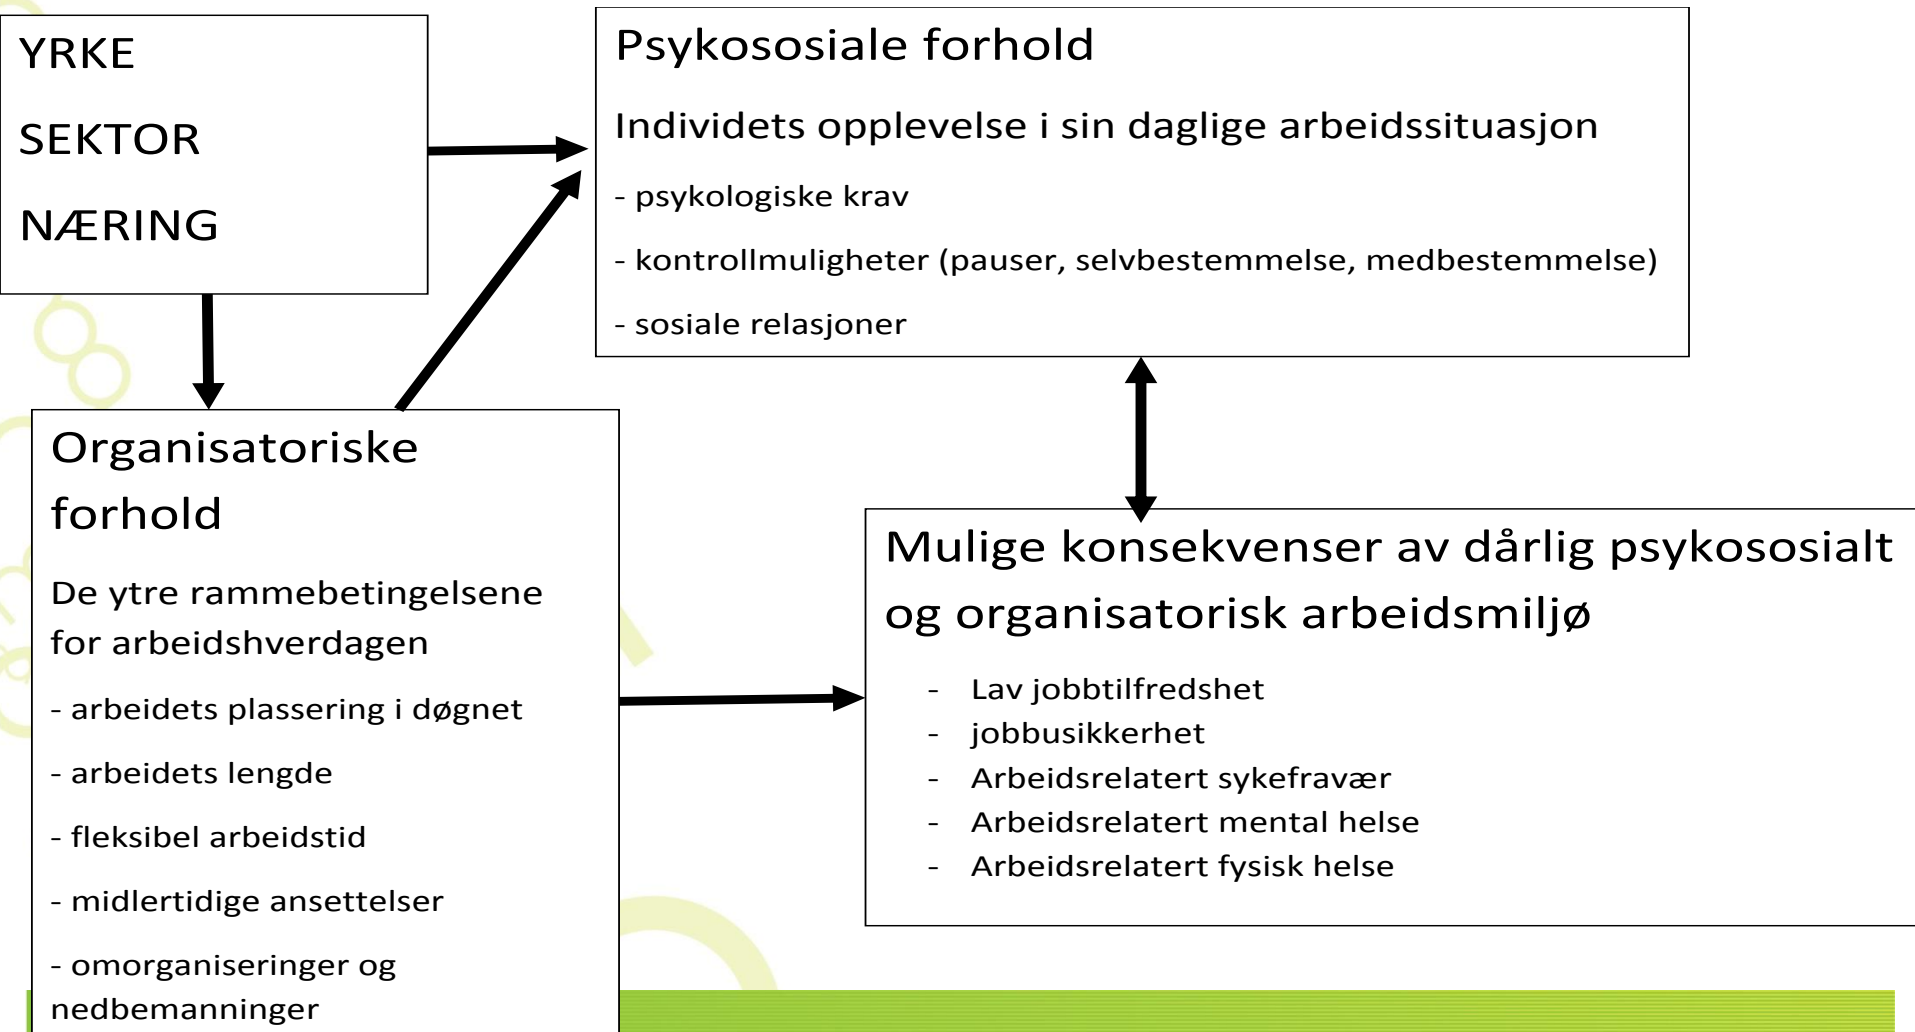 YRKE
SEKTOR
NÆRING
Psykososiale forhold
Individets opplevelse i sin daglige arbeidssituasjon
- psykologiske krav
- kontrollmuligheter (pauser, selvbestemmelse, medbestemmelse)
- sosiale relasjoner
Organisatoriske
forhold
De ytre rammebetingelsene
for arbeidshverdagen
- arbeidets plassering i døgnet
- arbeidets lengde
- fleksibel arbeidstid
- midlertidige ansettelser
- omorganiseringer og
nedbemanninger
Mulige konsekvenser av dårlig psykososialt
og organisatorisk arbeidsmiljø
- Lav jobbtilfredshet
- jobbusikkerhet
- Arbeidsrelatert sykefravær
- Arbeidsrelatert mental helse
- Arbeidsrelatert fysisk helse